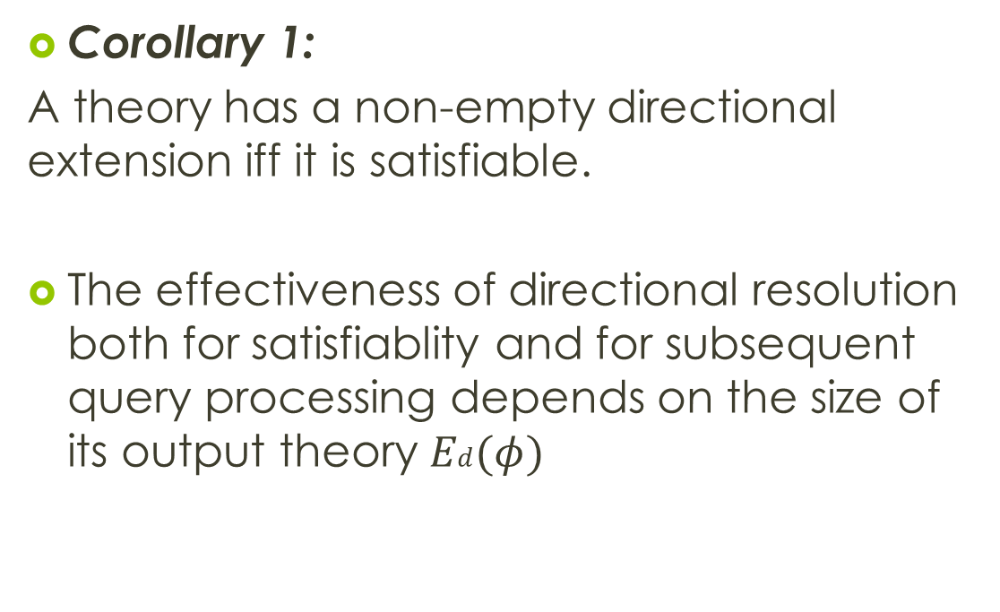 Corollary 1:
A theory has a non-empty directional
extension iff it is satisfiable.
The effectiveness of directional resolution
both for satisfiablity and for subsequent
query processing depends on the size of
its output theory E_d(ϕ)